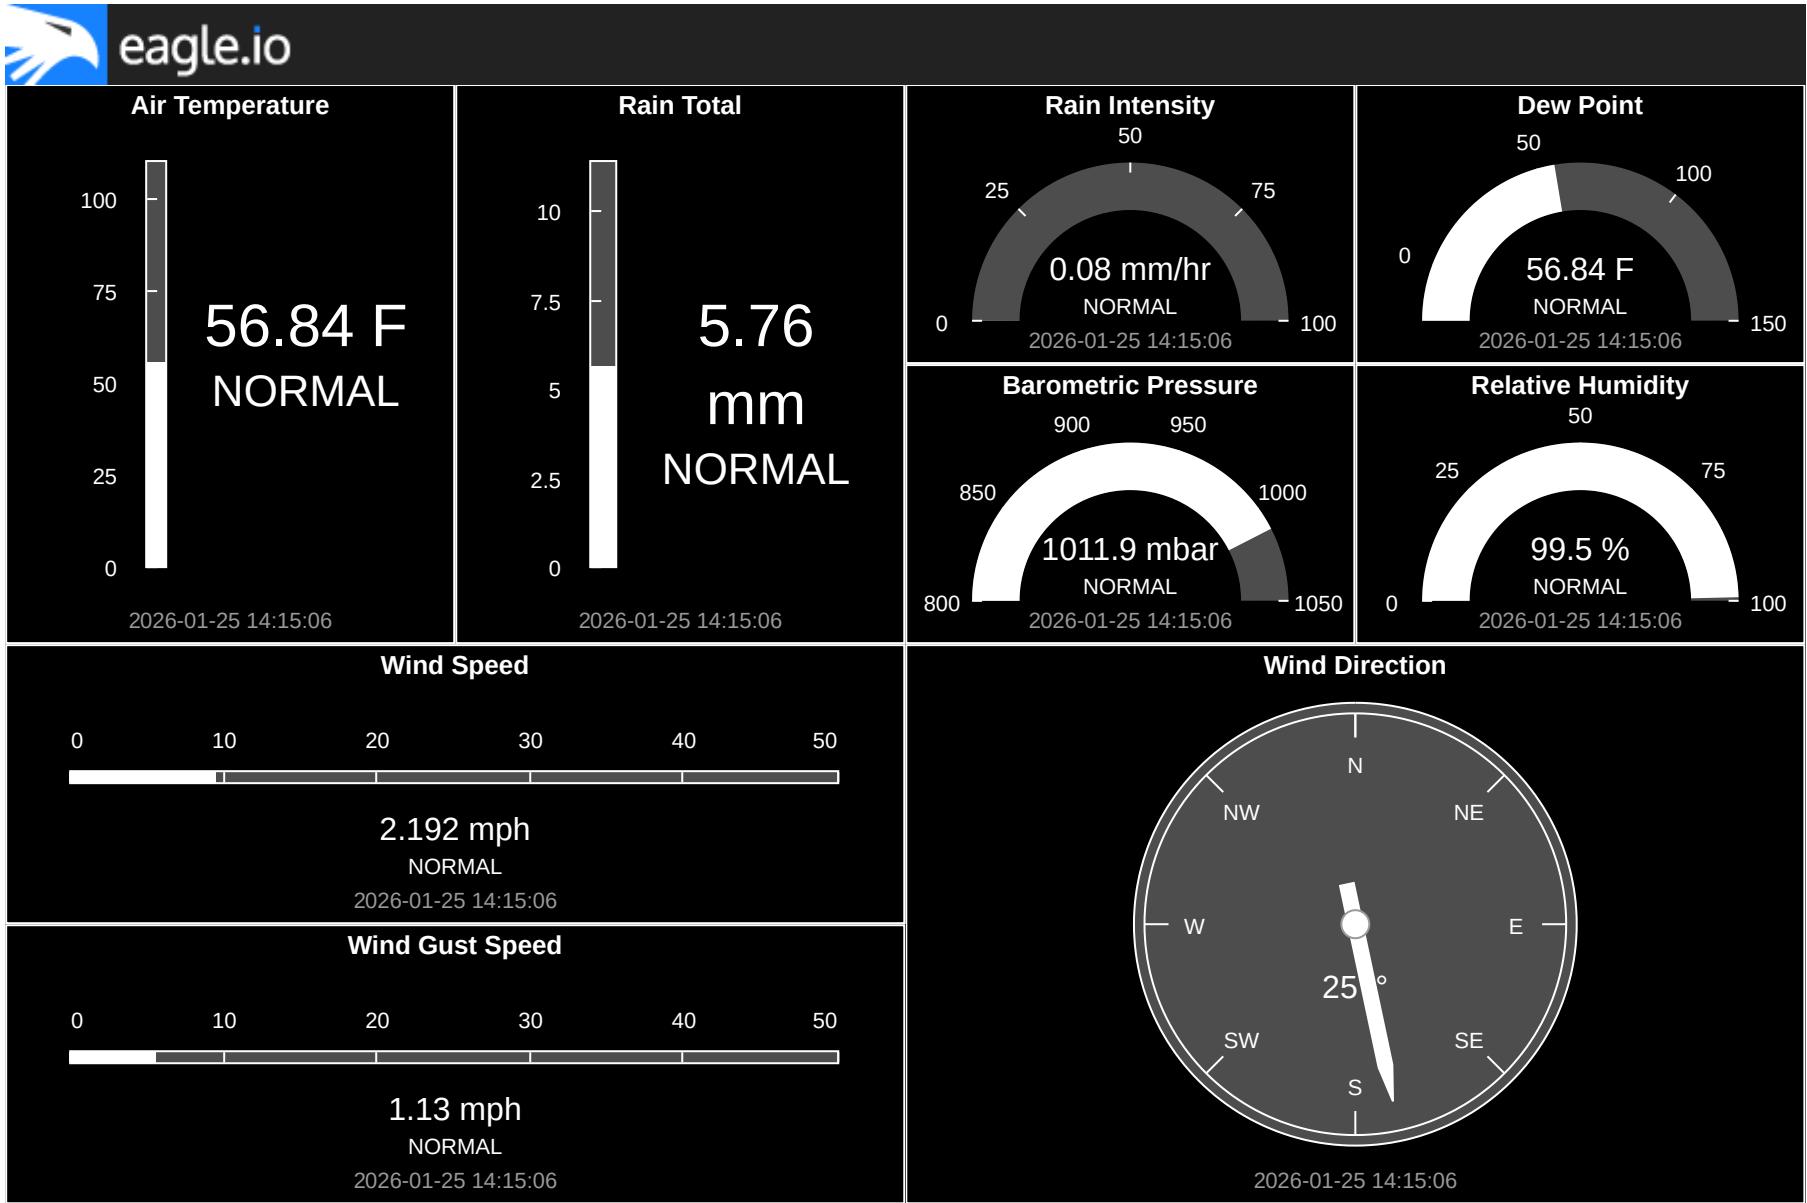 eagle.io
Air Temperature
100
75
50
25
0
56.84 F
NORMAL
2026-01-25 14:15:06
Rain Total
10
7.5
5
2.5
0
5.76
mm
NORMAL
2026-01-25 14:15:06
Rain Intensity
0
25
50
75
100
0.08 mm/hr
NORMAL
2026-01-25 14:15:06
Dew Point
0
50
100
150
56.84 F
NORMAL
2026-01-25 14:15:06
Barometric Pressure
800
850
900
950
1000
1050
1011.9 mbar
NORMAL
2026-01-25 14:15:06
Relative Humidity
0
25
50
75
100
99.5 %
NORMAL
2026-01-25 14:15:06
Wind Speed
0 10 20 30 40 50
2.192 mph
NORMAL
2026-01-25 14:15:06
Wind Gust Speed
0 10 20 30 40 50
1.13 mph
NORMAL
2026-01-25 14:15:06
Wind Direction
N
NW NE
W E
SW SE
S
2026-01-25 14:15:06